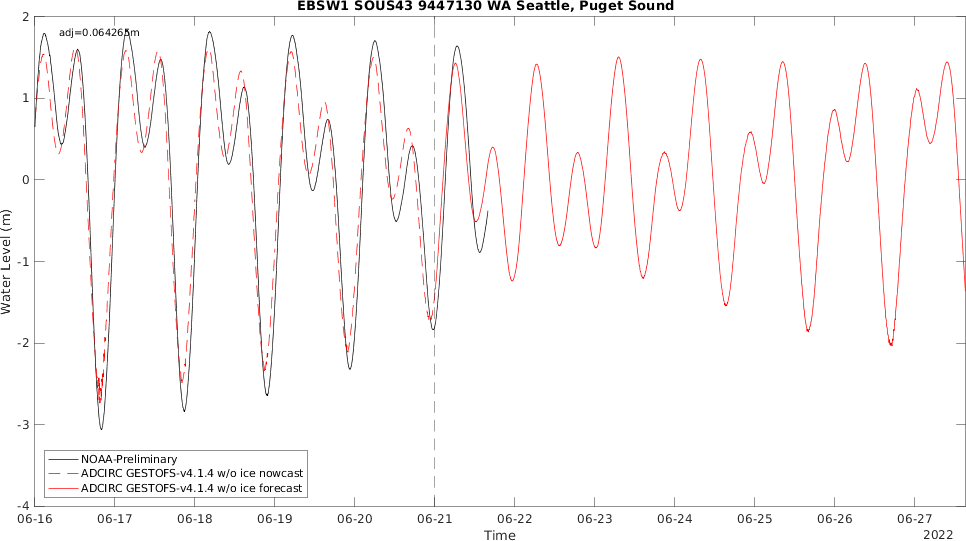 EBSW1 SOUS43 9447130 WA Seattle, Puget Sound
adj=0.064265m
Water Level (m)
2
1
0
-1
-2
-3
-4
NOAA-Preliminary
ADCIRC GESTOFS-v4.1.4 w/o ice nowcast
ADCIRC GESTOFS-v4.1.4 w/o ice forecast
06-16 06-17 06-18 06-19 06-20 06-21 06-22 06-23 06-24 06-25 06-26 06-27
Time
2022